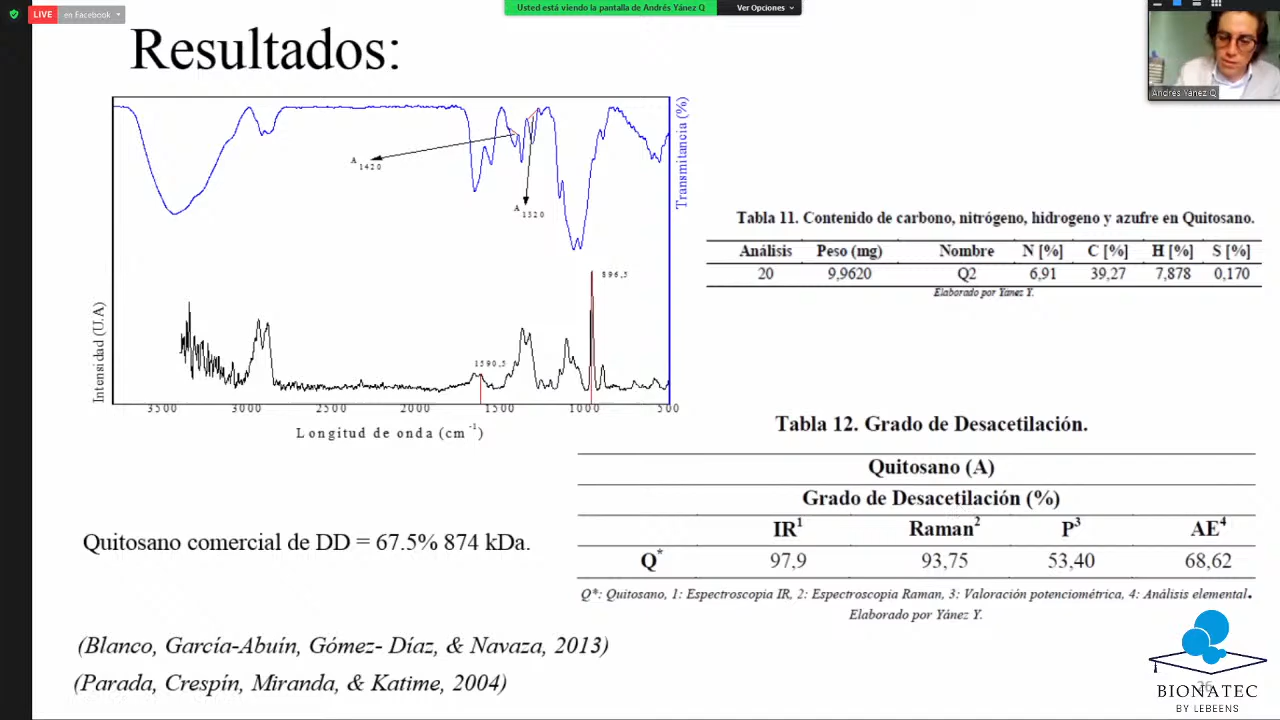 LIVE en Facebook
Usted está viendo la pantalla de Andrés Yánez Q
Ver Opciones
Andrés Yánez Q
Resultados:
Transmitancia (%)
A 1420
A 1320
896,5
1590,5
Intensidad (U.A)
3500 3000 2500 2000 1500 1000 500
Longitud de onda (cm-1)
Tabla 11. Contenido de carbono, nitrógeno, hidrogeno y azufre en Quitosano.
Análisis Peso (mg) Nombre N [%] C [%] H [%] S [%]
20 9,9620 Q2 6,91 39,27 7,878 0,170
Elaborado por Yanez Y.
Tabla 12. Grado de Desacetilación.
Quitosano (A)
Grado de Desacetilación (%)
IR1 Raman2 P3 AE4
Q* 97,9 93,75 53,40 68,62
Q*: Quitosano, 1: Espectroscopia IR, 2: Espectroscopia Raman, 3: Valoración potenciométrica, 4: Análisis elemental.
Elaborado por Yánez Y.
Quitosano comercial de DD = 67.5% 874 kDa.
(Blanco, García-Abuín, Gómez- Díaz, & Navaza, 2013)
(Parada, Crespín, Miranda, & Katime, 2004)
26
BIONATEC
BY LEBEENS